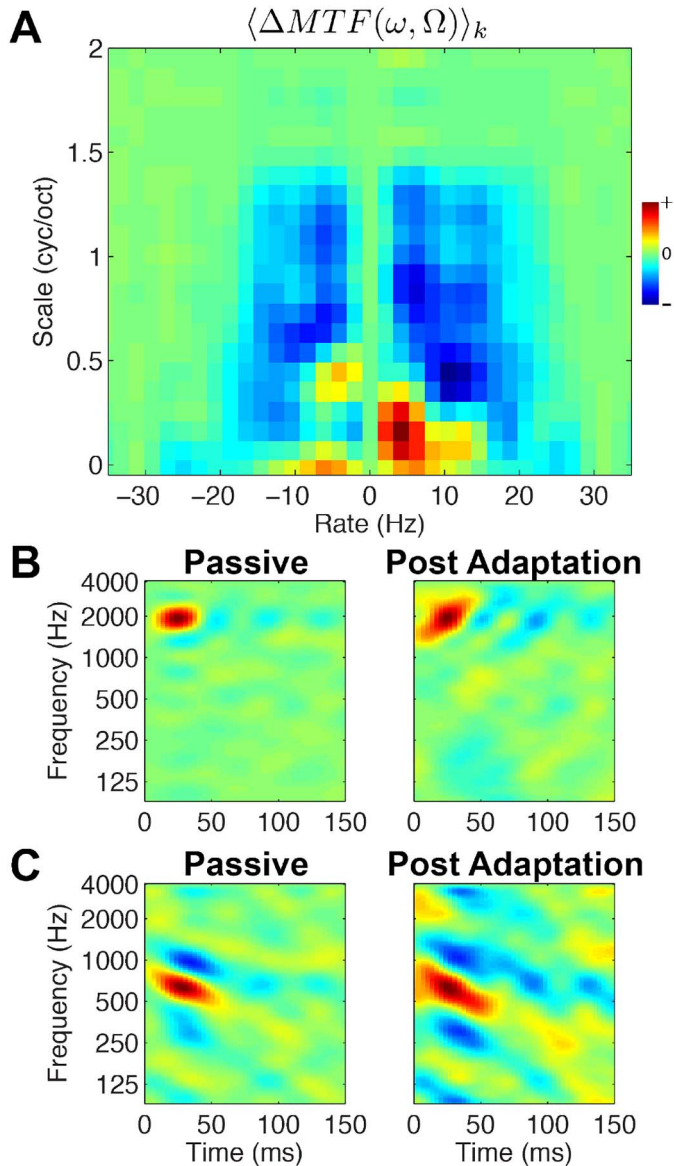 A
⟨ΔMTF(ω, Ω)⟩k
2
1.5
1
0.5
0
Scale (cyc/oct)
−30 −20 −10 0 10 20 30
Rate (Hz)
+
0
−
B
Passive
Post Adaptation
4000
2000
1000
500
250
125
Frequency (Hz)
0 50 100 150
0 50 100 150
C
Passive
Post Adaptation
4000
2000
1000
500
250
125
Frequency (Hz)
0 50 100 150
0 50 100 150
Time (ms)
Time (ms)